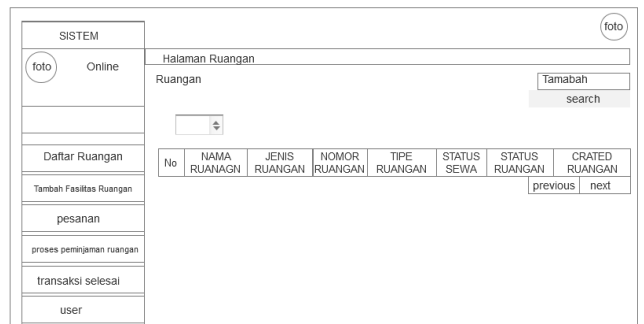 SISTEM
foto
foto
Online
Halaman Ruangan
Ruangan
Tamabah
search
Daftar Ruangan
Tambah Fasilitas Ruangan
pesanan
proses peminjaman ruangan
transaksi selesai
user
No
NAMA
RUANAGN
JENIS
RUANGAN
NOMOR
RUANGAN
TIPE
RUANGAN
STATUS
SEWA
STATUS
RUANGAN
CRATED
RUANGAN
previous
next